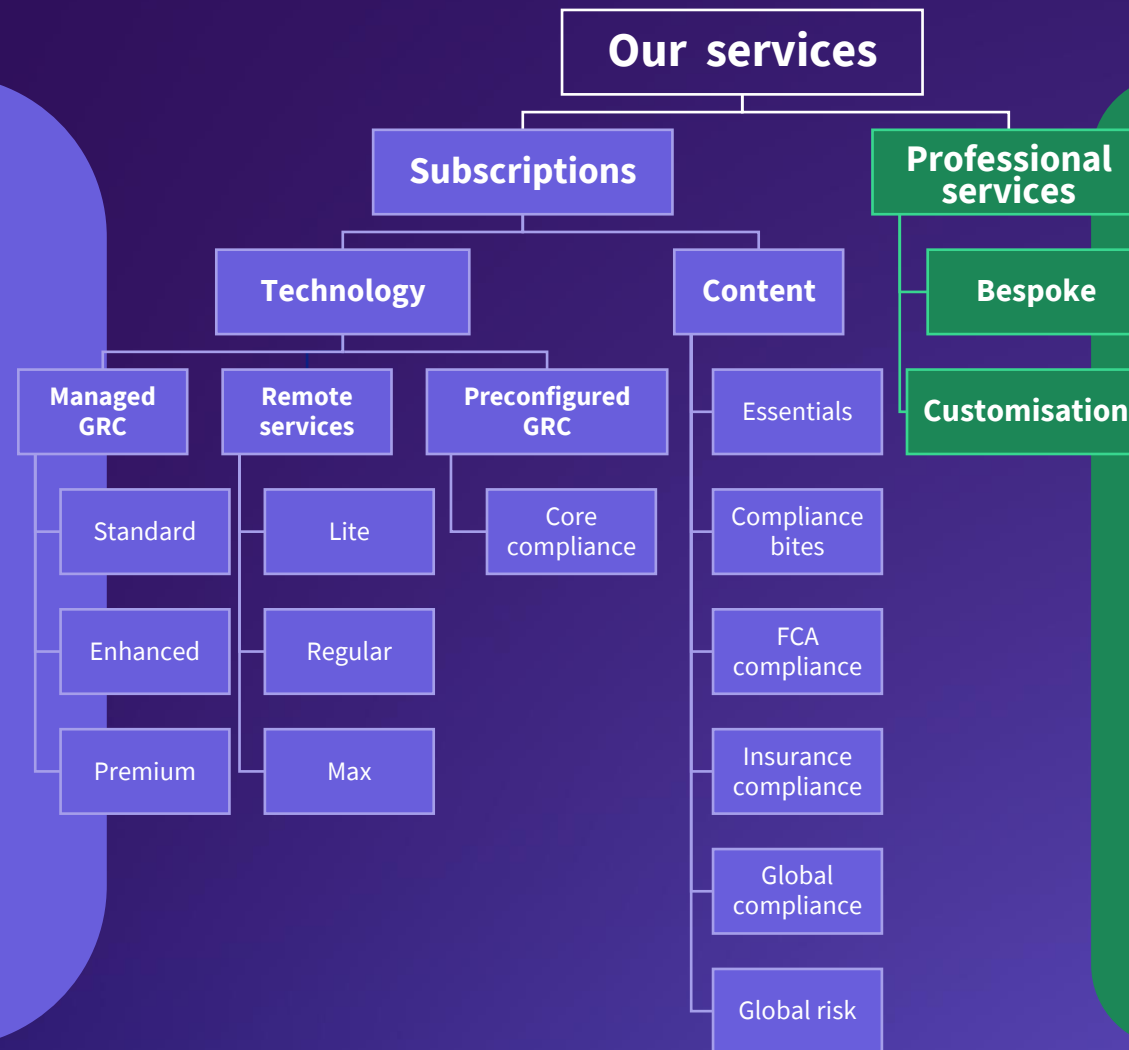 Our services
Subscriptions
Professional
services
Technology
Content
Bespoke
Managed
GRC
Remote
services
Preconfigured
GRC
Essentials
Customisation
Standard
Lite
Core
compliance
Compliance
bites
Enhanced
Regular
FCA
compliance
Premium
Max
Insurance
compliance
Global
compliance
Global risk